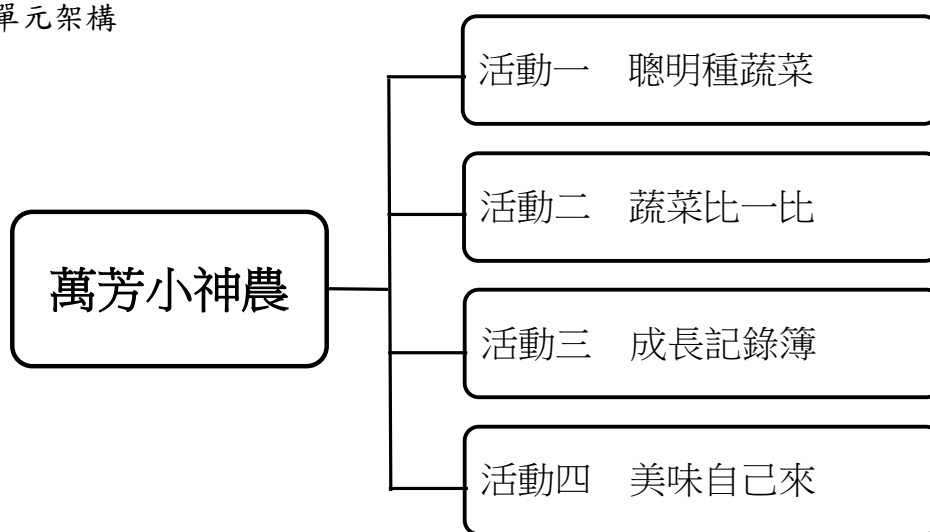 單元架構
活動一　聰明種蔬菜
活動二　蔬菜比一比
萬芳小神農
活動三　成長記錄簿
活動四　美味自己來